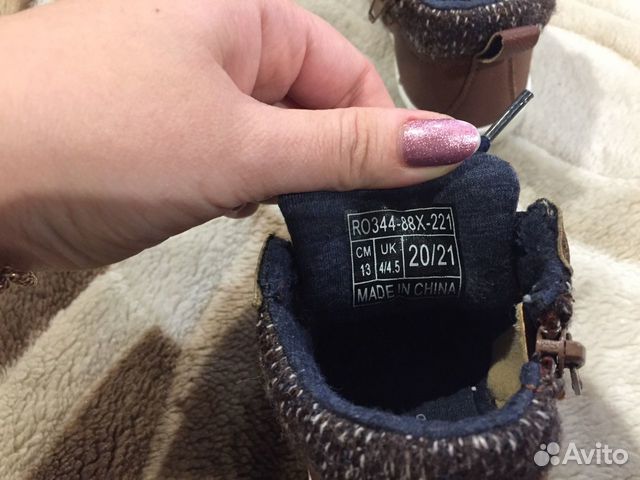 RO344-88X-221
CM 13 UK 4/4.5 20/21
MADE IN CHINA
Avito